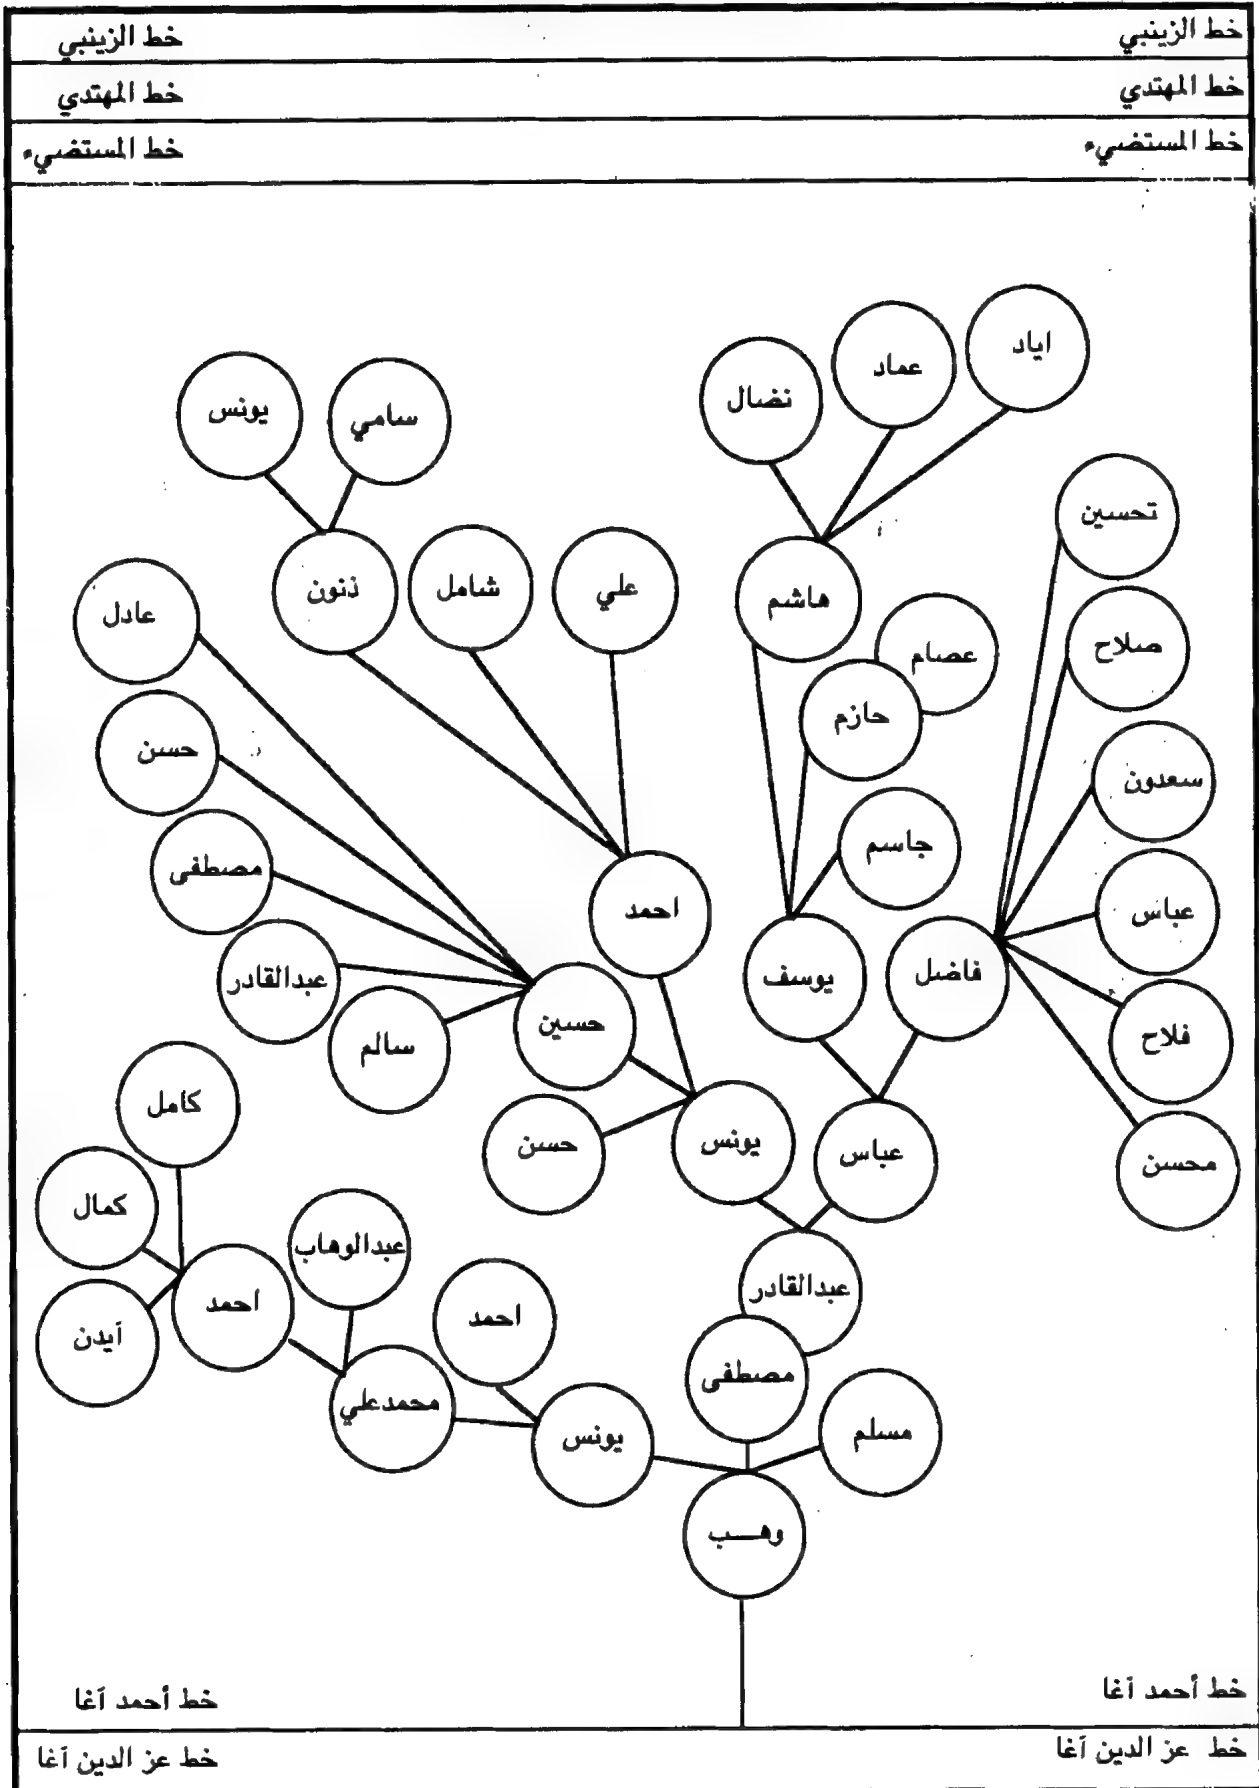 خط الزينبي
خط الزينبي
خط المهتدي
خط المهتدي
خط المستضيء
خط المستضيء
اياد
عماد
نضال
سامي
يونس
تحسين
صلاح
سعدون
عباس
فلاح
محسن
هاشم
عصام
حازم
جاسم
علي
شامل
ذنون
عادل
حسن
مصطفى
عبدالقادر
سالم
فاضل
يوسف
احمد
حسين
حسن
عباس
يونس
عبدالقادر
مصطفى
كامل
كمال
آيدن
احمد
عبدالوهاب
احمد
محمدعلي
يونس
مسلم
وهــب
خط أحمد آغا
خط أحمد آغا
خط عز الدين آغا
خط عز الدين آغا